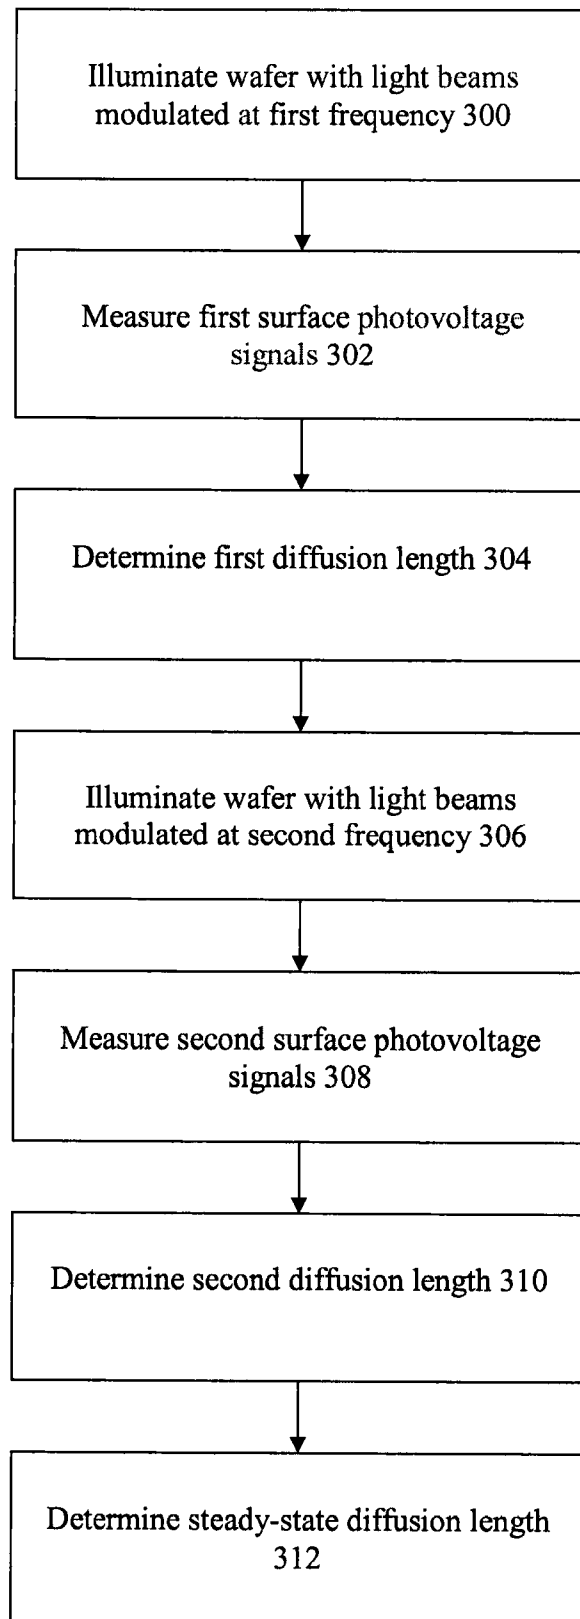 Illuminate wafer with light beams
modulated at first frequency 300
Measure first surface photovoltage
signals 302
Determine first diffusion length 304
Illuminate wafer with light beams
modulated at second frequency 306
Measure second surface photovoltage
signals 308
Determine second diffusion length 310
Determine steady-state diffusion length
312